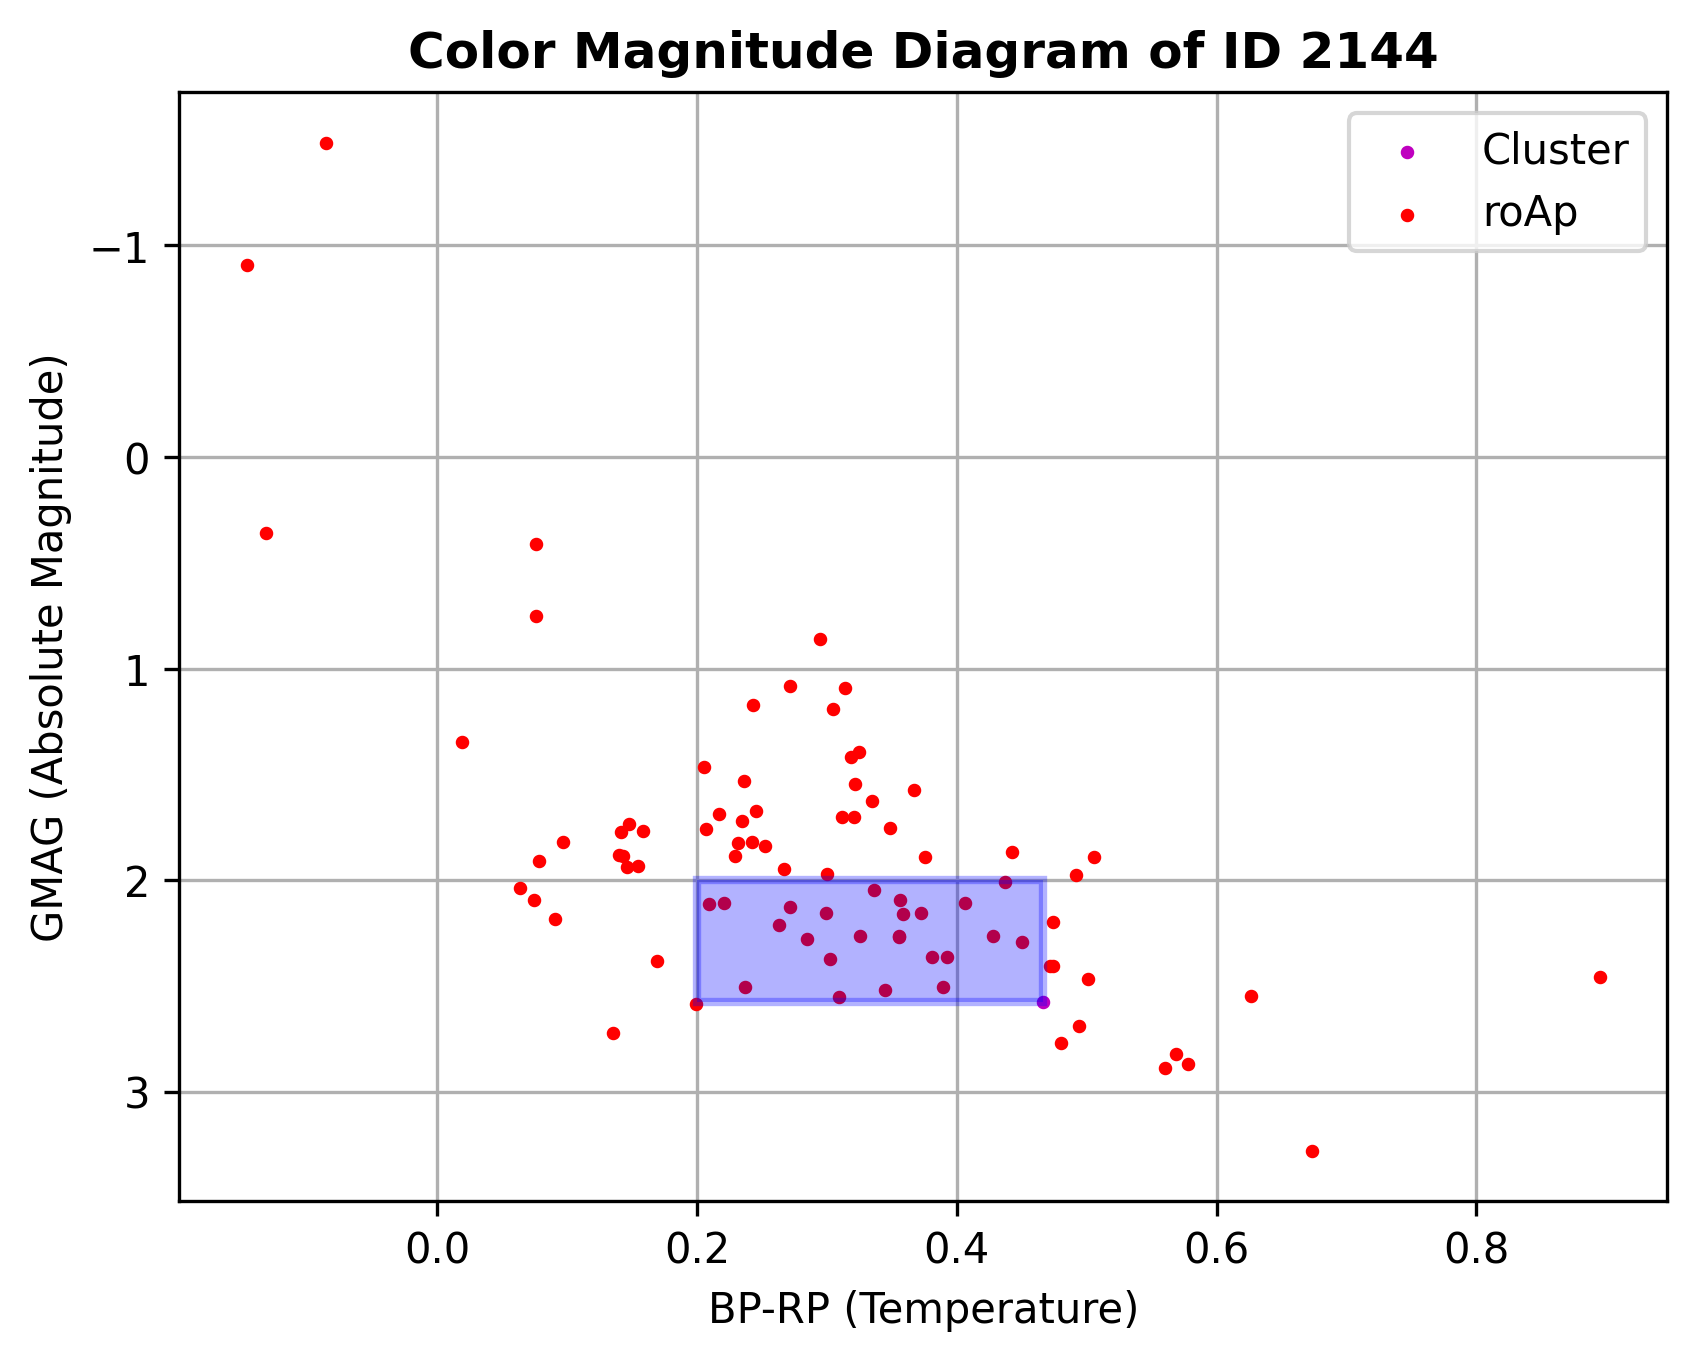 Color Magnitude Diagram of ID 2144
Cluster
roAp
GMAG (Absolute Magnitude)
−1
0
1
2
3
0.0 0.2 0.4 0.6 0.8
BP-RP (Temperature)